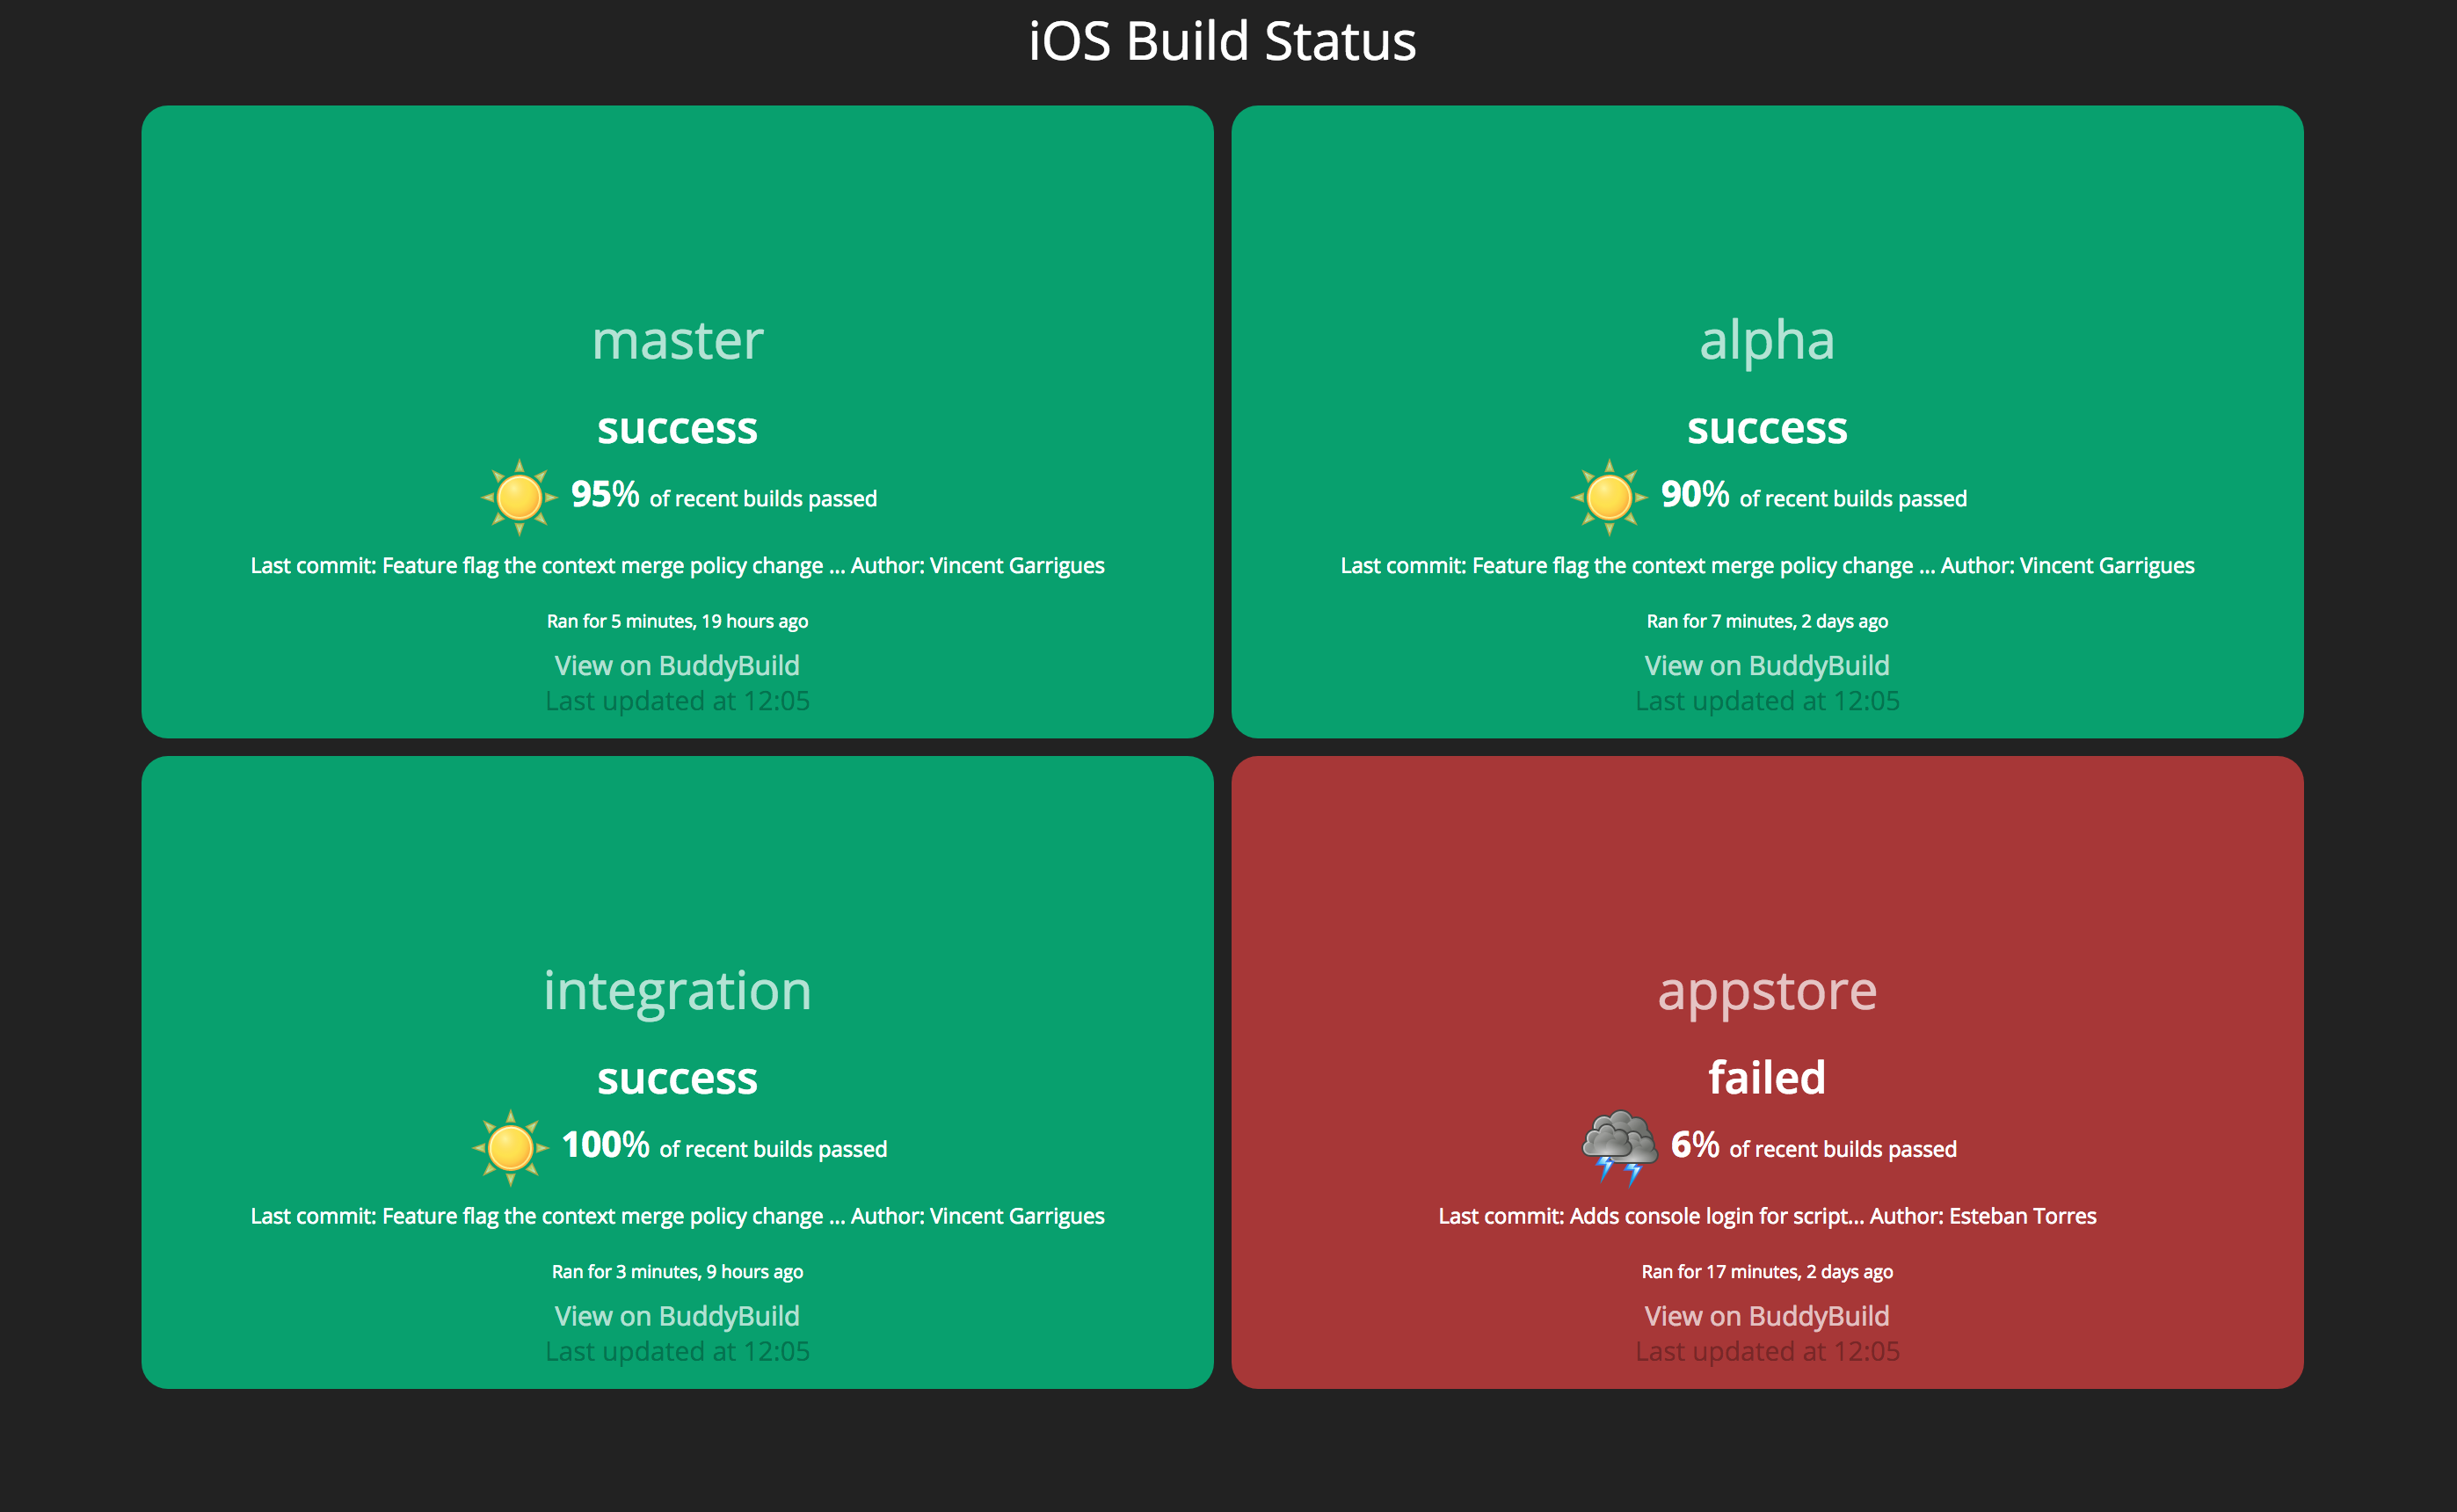 iOS Build Status
master
success
95% of recent builds passed
Last commit: Feature flag the context merge policy change ... Author: Vincent Garrigues
Ran for 5 minutes, 19 hours ago
View on BuddyBuild
Last updated at 12:05
alpha
success
90% of recent builds passed
Last commit: Feature flag the context merge policy change ... Author: Vincent Garrigues
Ran for 7 minutes, 2 days ago
View on BuddyBuild
Last updated at 12:05
integration
success
100% of recent builds passed
Last commit: Feature flag the context merge policy change ... Author: Vincent Garrigues
Ran for 3 minutes, 9 hours ago
View on BuddyBuild
Last updated at 12:05
appstore
failed
6% of recent builds passed
Last commit: Adds console login for script... Author: Esteban Torres
Ran for 17 minutes, 2 days ago
View on BuddyBuild
Last updated at 12:05